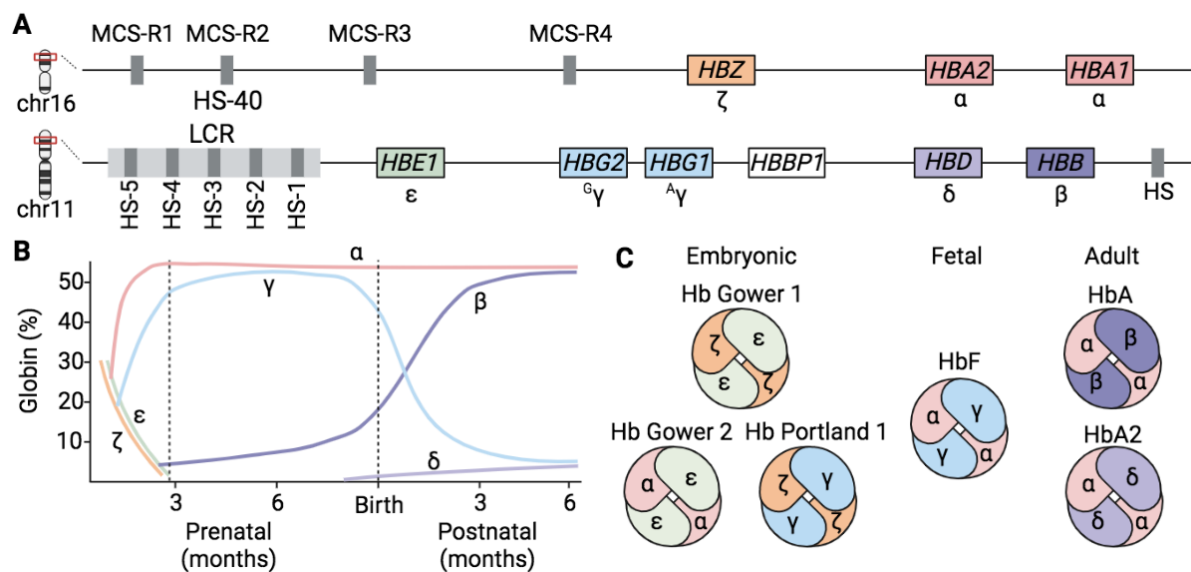 A
MCS-R1 MCS-R2 MCS-R3 MCS-R4
HBZ HBA2 HBA1
chr16 HS-40 ζ α α
LCR
HBE1 HBG2 HBG1 HBBP1 HBD HBB
chr11 HS-5 HS-4 HS-3 HS-2 HS-1 ε Gγ Aγ δ β HS
B
Globin (%)
50
40
30
20
10
α
γ
β
ε
ζ
δ
3 6 Birth 3 6
Prenatal Postnatal
(months) (months)
C
Embryonic Fetal Adult
Hb Gower 1
ζ ε
ε ζ
Hb Gower 2
α ε
ε α
Hb Portland 1
ζ γ
γ ζ
HbF
α γ
γ α
HbA
α β
β α
HbA2
α δ
δ α